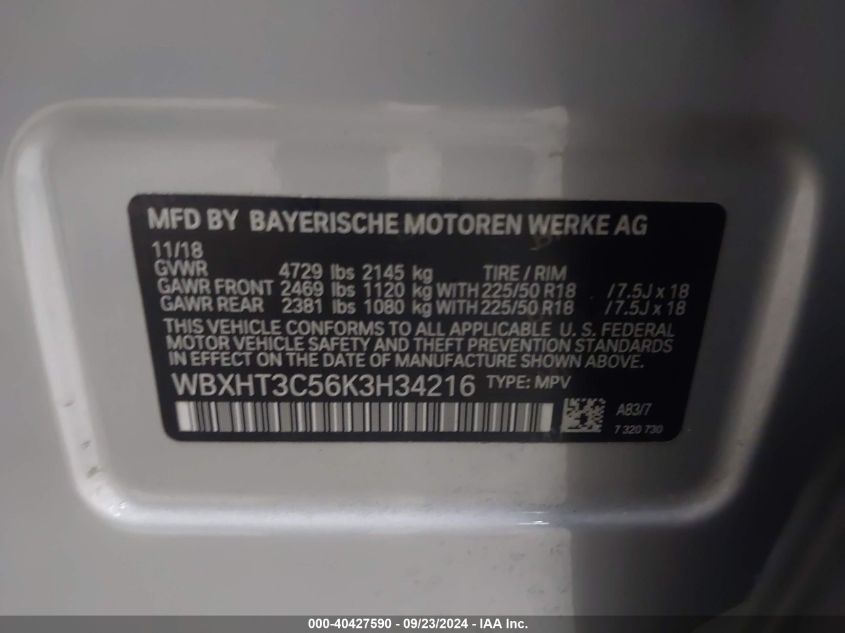 MFD BY BAYERISCHE MOTOREN WERKE AG
11/18
GVWR 4729 lbs 2145 kg TIRE / RIM
GAWR FRONT 2469 lbs 1120 kg WITH 225/50 R18 / 7.5J x 18
GAWR REAR 2381 lbs 1080 kg WITH 225/50 R18 / 7.5J x 18
THIS VEHICLE CONFORMS TO ALL APPLICABLE U. S. FEDERAL
MOTOR VEHICLE SAFETY AND THEFT PREVENTION STANDARDS
IN EFFECT ON THE DATE OF MANUFACTURE SHOWN ABOVE.
WBXHT3C56K3H34216 TYPE: MPV
A83/7
7 320 730
000-40427590 - 09/23/2024 - IAA Inc.